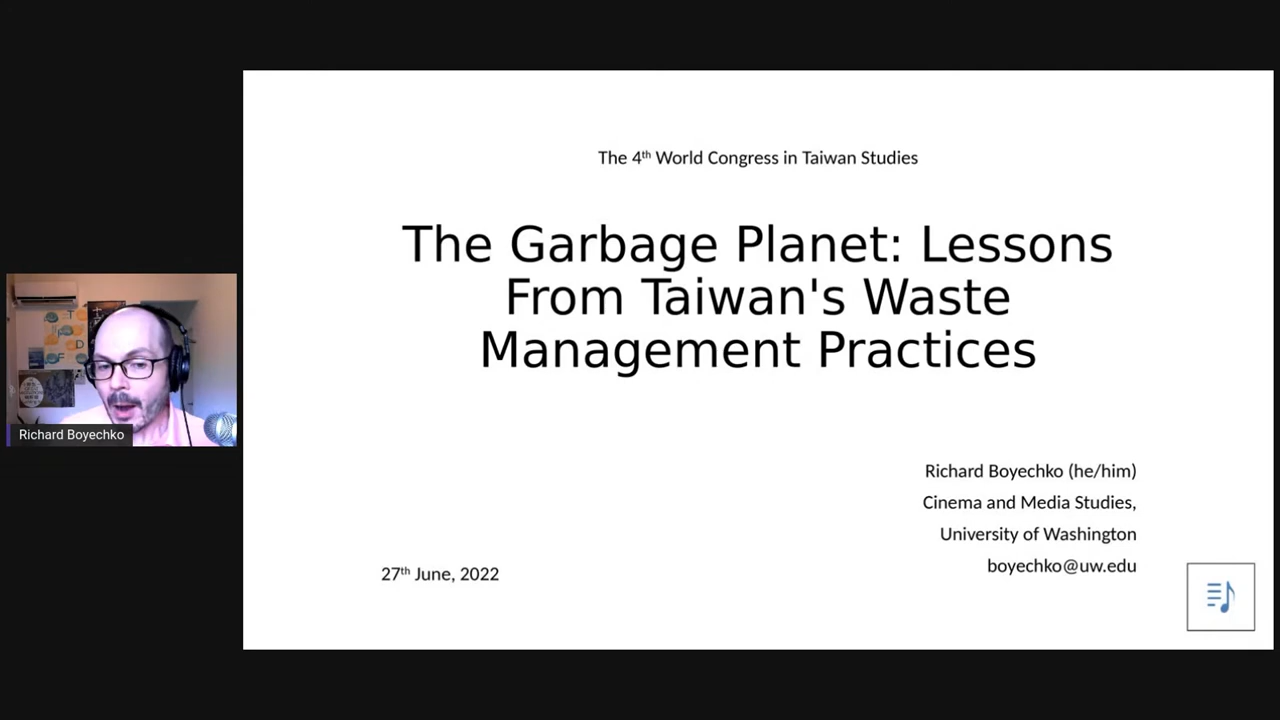 The 4th World Congress in Taiwan Studies
The Garbage Planet: Lessons
From Taiwan's Waste
Management Practices
Richard Boyechko (he/him)
Cinema and Media Studies,
University of Washington
boyechko@uw.edu
27th June, 2022
Richard Boyechko